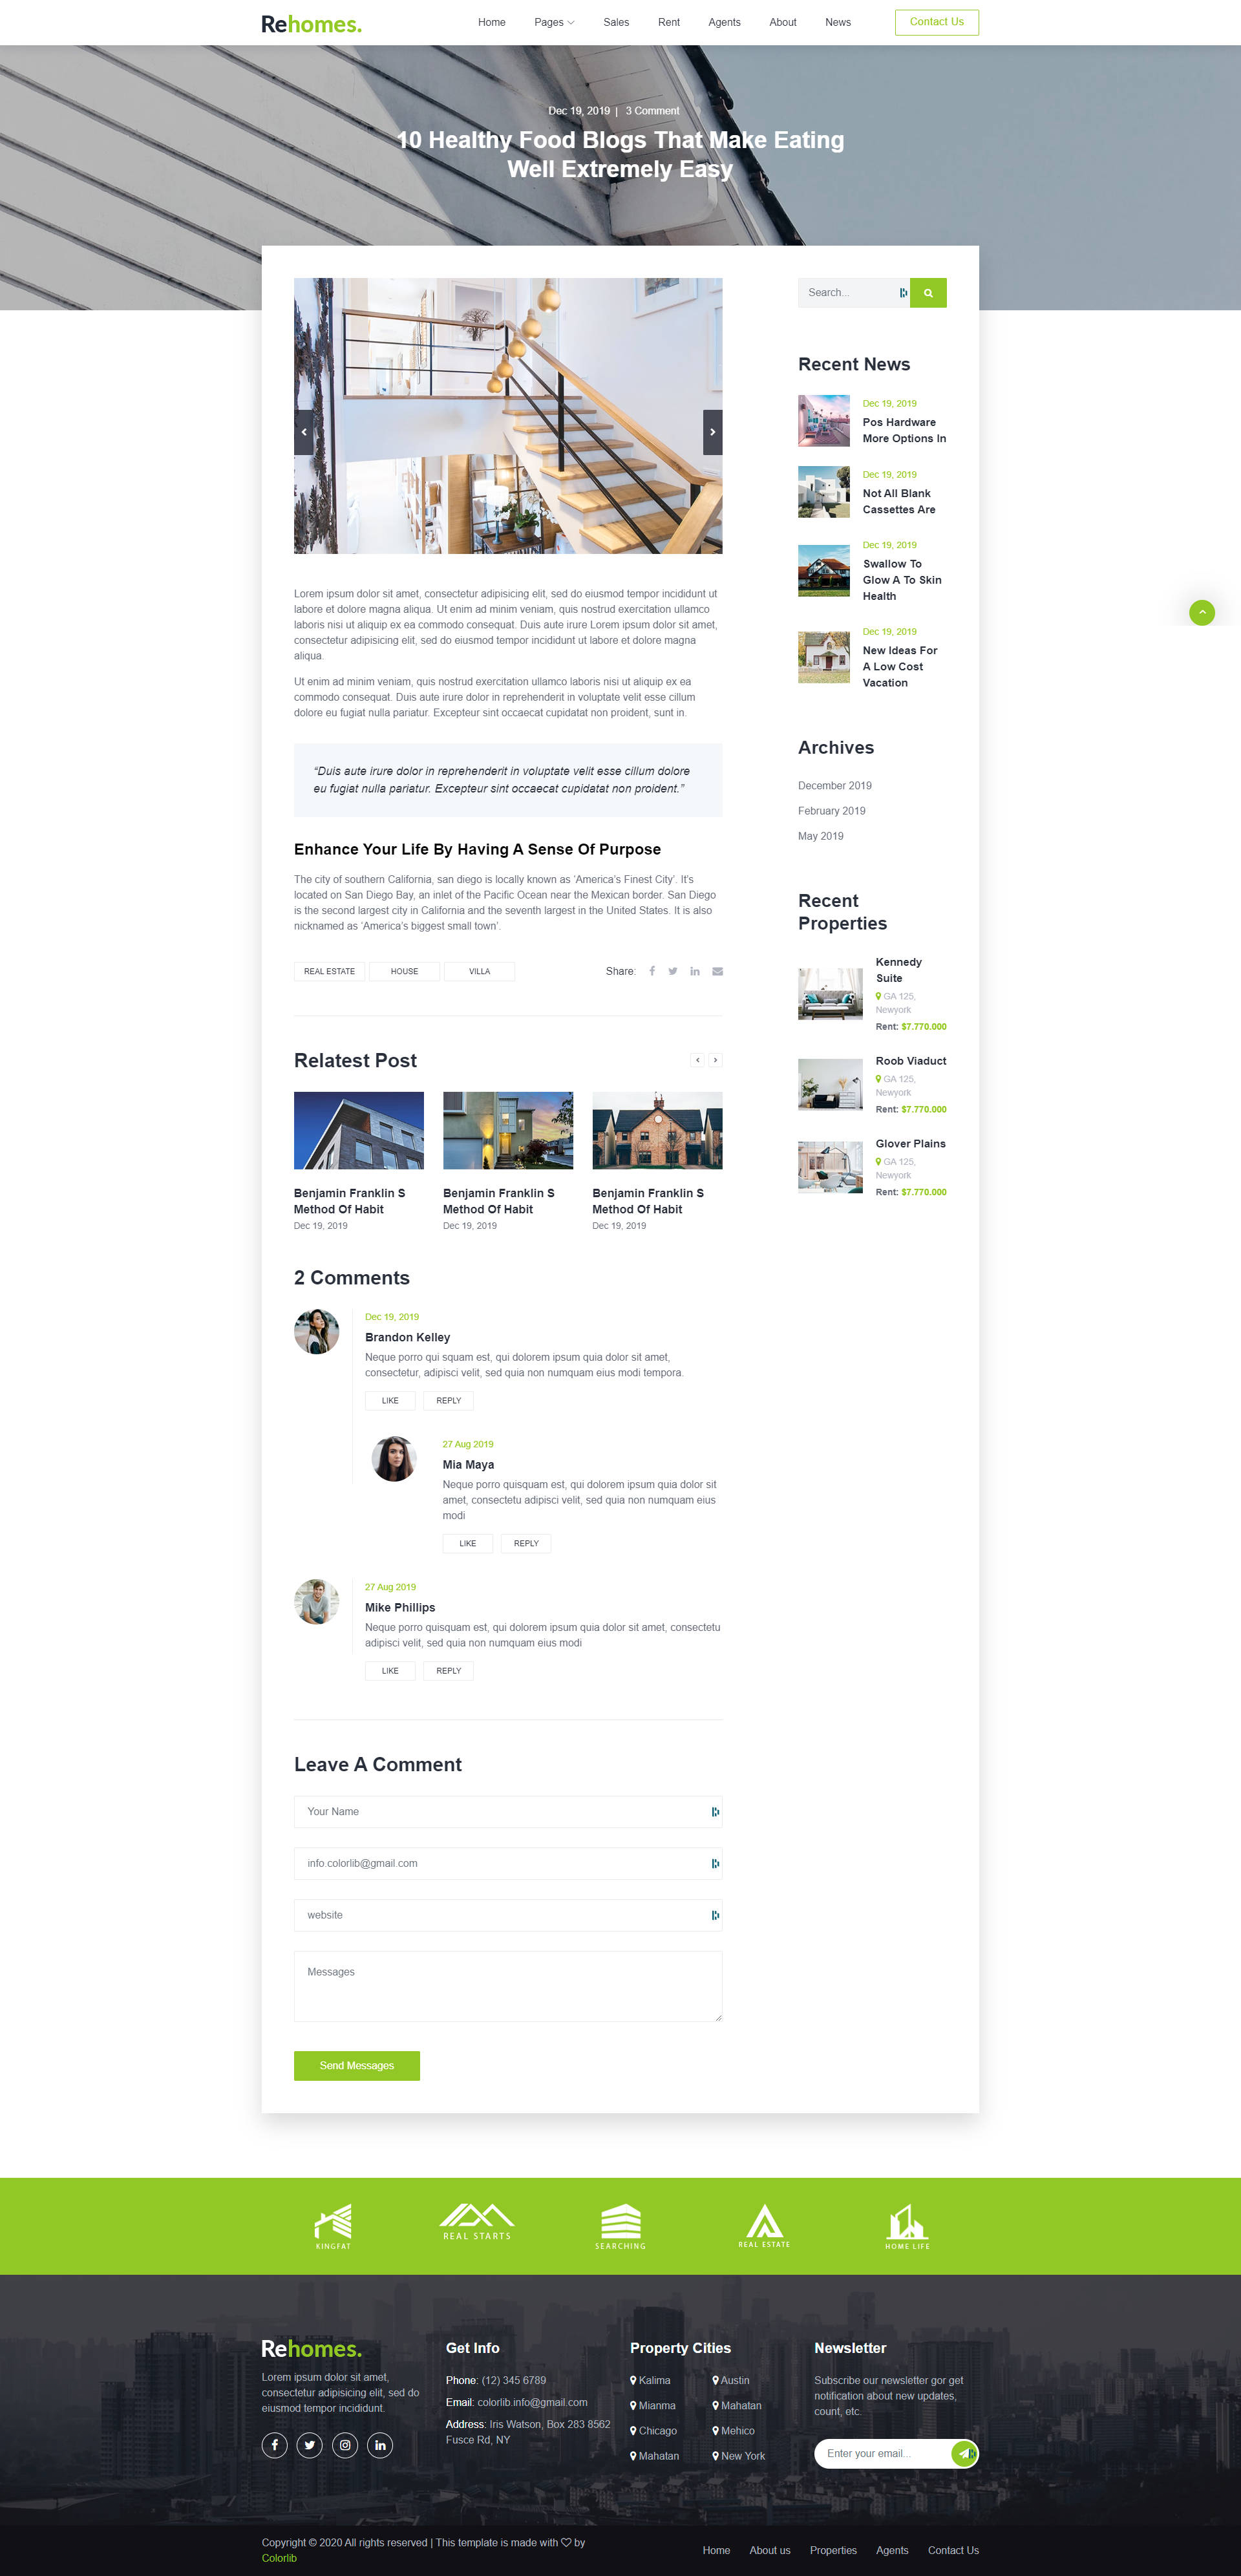 Rehomes.
Home Pages Sales Rent Agents About News Contact Us
Dec 19, 2019 | 3 Comment
10 Healthy Food Blogs That Make Eating
Well Extremely Easy
Lorem ipsum dolor sit amet, consectetur adipisicing elit, sed do eiusmod tempor incididunt ut
labore et dolore magna aliqua. Ut enim ad minim veniam, quis nostrud exercitation ullamco
laboris nisi ut aliquip ex ea commodo consequat. Duis aute irure Lorem ipsum dolor sit amet,
consectetur adipisicing elit, sed do eiusmod tempor incididunt ut labore et dolore magna
aliqua.
Ut enim ad minim veniam, quis nostrud exercitation ullamco laboris nisi ut aliquip ex ea
commodo consequat. Duis aute irure dolor in reprehenderit in voluptate velit esse cillum
dolore eu fugiat nulla pariatur. Excepteur sint occaecat cupidatat non proident, sunt in.
“Duis aute irure dolor in reprehenderit in voluptate velit esse cillum dolore
eu fugiat nulla pariatur. Excepteur sint occaecat cupidatat non proident.”
Enhance Your Life By Having A Sense Of Purpose
The city of southern California, san diego is locally known as ‘America’s Finest City’. It’s
located on San Diego Bay, an inlet of the Pacific Ocean near the Mexican border. San Diego
is the second largest city in California and the seventh largest in the United States. It is also
nicknamed as ‘America’s biggest small town’.
REAL ESTATE HOUSE VILLA Share:
Relatest Post
Benjamin Franklin S
Method Of Habit
Dec 19, 2019
Benjamin Franklin S
Method Of Habit
Dec 19, 2019
Benjamin Franklin S
Method Of Habit
Dec 19, 2019
2 Comments
Dec 19, 2019
Brandon Kelley
Neque porro qui squam est, qui dolorem ipsum quia dolor sit amet,
consectetur, adipisci velit, sed quia non numquam eius modi tempora.
LIKE REPLY
27 Aug 2019
Mia Maya
Neque porro quisquam est, qui dolorem ipsum quia dolor sit
amet, consectetu adipisci velit, sed quia non numquam eius
modi
LIKE REPLY
27 Aug 2019
Mike Phillips
Neque porro quisquam est, qui dolorem ipsum quia dolor sit amet, consectetu
adipisci velit, sed quia non numquam eius modi
LIKE REPLY
Leave A Comment
Your Name
info.colorlib@gmail.com
website
Messages
Send Messages
Search...
Recent News
Dec 19, 2019
Pos Hardware
More Options In
Dec 19, 2019
Not All Blank
Cassettes Are
Dec 19, 2019
Swallow To
Glow A To Skin
Health
Dec 19, 2019
New Ideas For
A Low Cost
Vacation
Archives
December 2019
February 2019
May 2019
Recent
Properties
Kennedy
Suite
GA 125,
Newyork
Rent: $7.770.000
Roob Viaduct
GA 125,
Newyork
Rent: $7.770.000
Glover Plains
GA 125,
Newyork
Rent: $7.770.000
KINGFAT
REAL STARTS
SEARCHING
REAL ESTATE
HOME LIFE
Rehomes.
Lorem ipsum dolor sit amet,
consectetur adipisicing elit, sed do
eiusmod tempor incididunt.
Get Info
Phone: (12) 345 6789
Email: colorlib.info@gmail.com
Address: Iris Watson, Box 283 8562
Fusce Rd, NY
Property Cities
Kalima
Mianma
Chicago
Mahatan
Austin
Mahatan
Mehico
New York
Newsletter
Subscribe our newsletter gor get
notification about new updates,
count, etc..
Enter your email...
Copyright © 2020 All rights reserved | This template is made with by
Colorlib
Home About us Properties Agents Contact Us